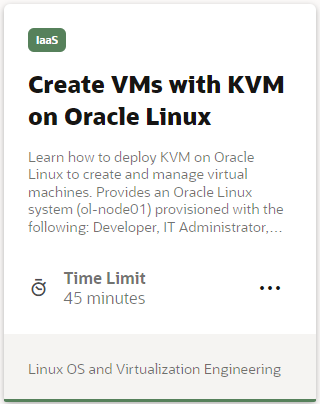 IaaS
Create VMs with KVM
on Oracle Linux
Learn how to deploy KVM on Oracle
Linux to create and manage virtual
machines. Provides an Oracle Linux
system (ol-node01) provisioned with the
following: Developer, IT Administrator,...
Time Limit
45 minutes
Linux OS and Virtualization Engineering